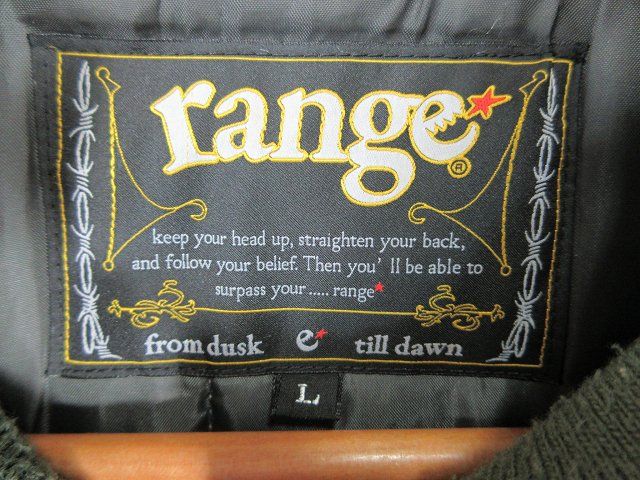 range
®
keep your head up, straighten your back,
and follow your belief. Then you' ll be able to
surpass your ..... range*
from dusk e* till dawn
L